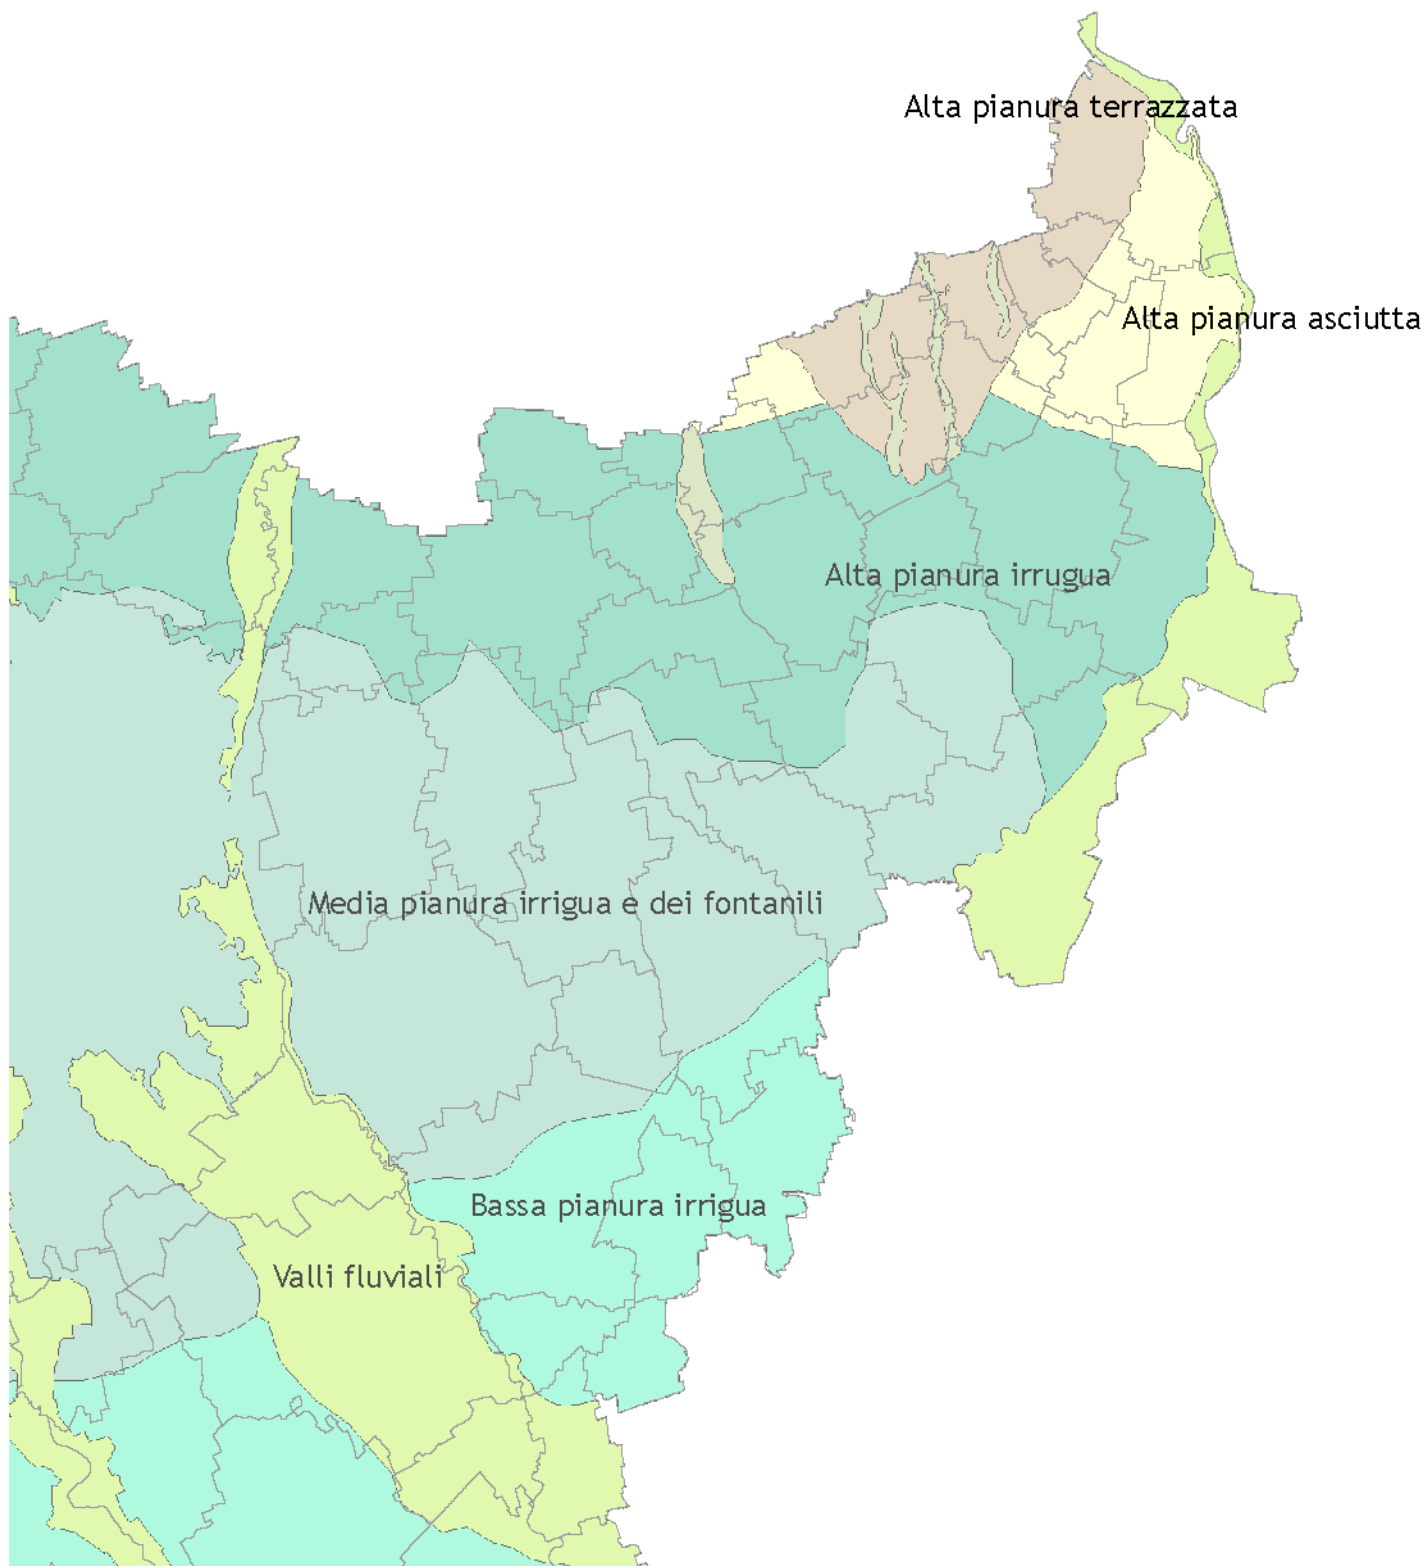 Alta pianura terrazzata
Alta pianura asciutta
Alta pianura irrugua
Media pianura irrigua e dei fontanili
Bassa pianura irrigua
Valli fluviali